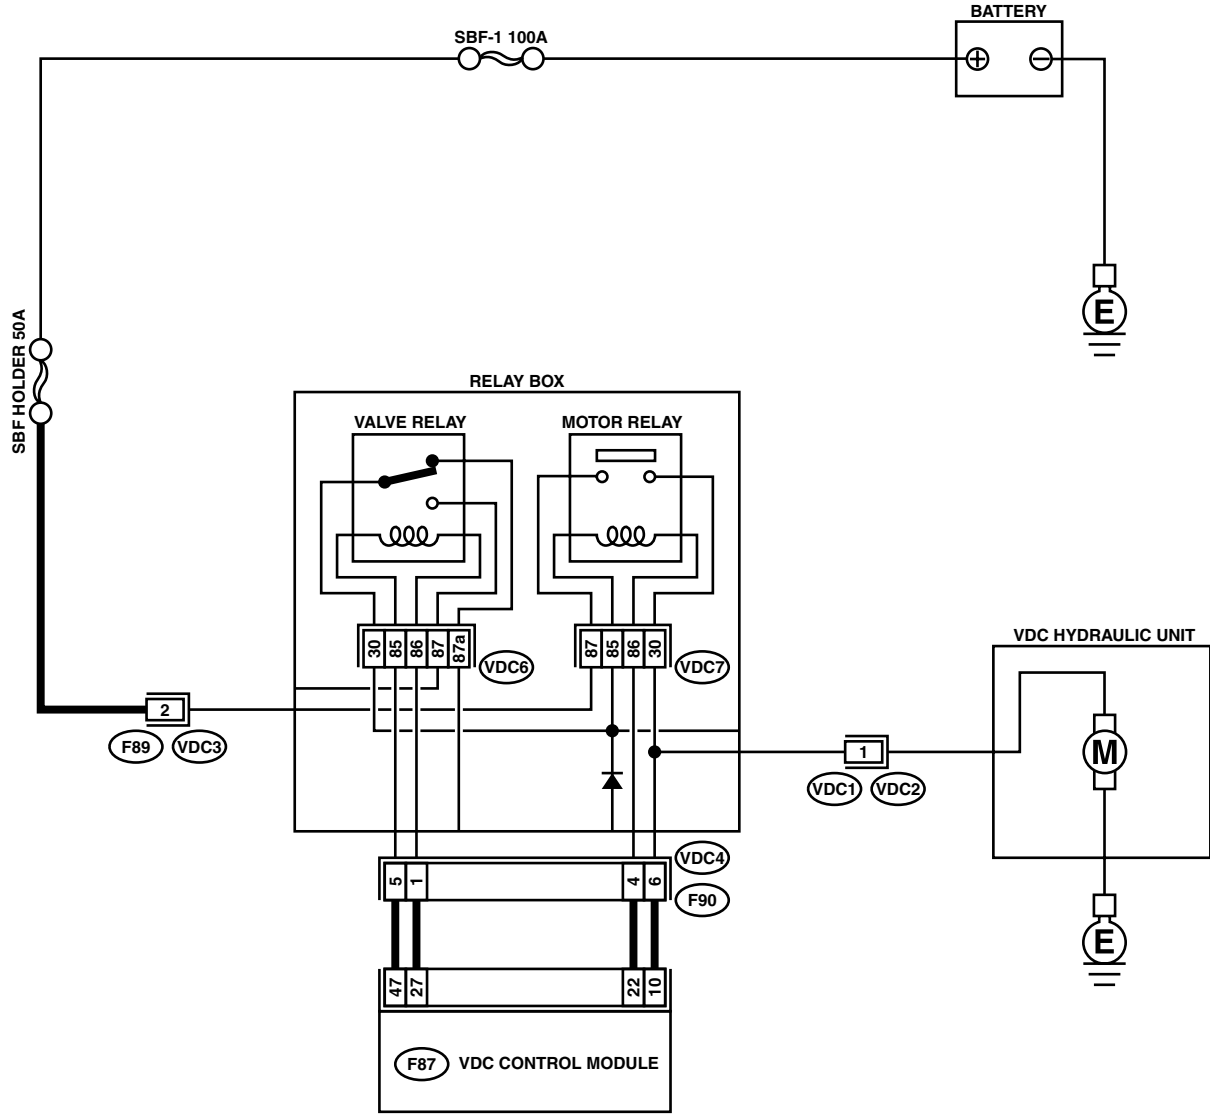 BATTERY
SBF-1 100A
E
SBF HOLDER 50A
RELAY BOX
VALVE RELAY
MOTOR RELAY
30 85 86 87 87a
VDC6
87 85 86 30
VDC7
VDC HYDRAULIC UNIT
2
F89 VDC3
1
VDC1 VDC2
M
VDC4
5 1 4 6
F90
E
47 27 22 10
F87 VDC CONTROL MODULE